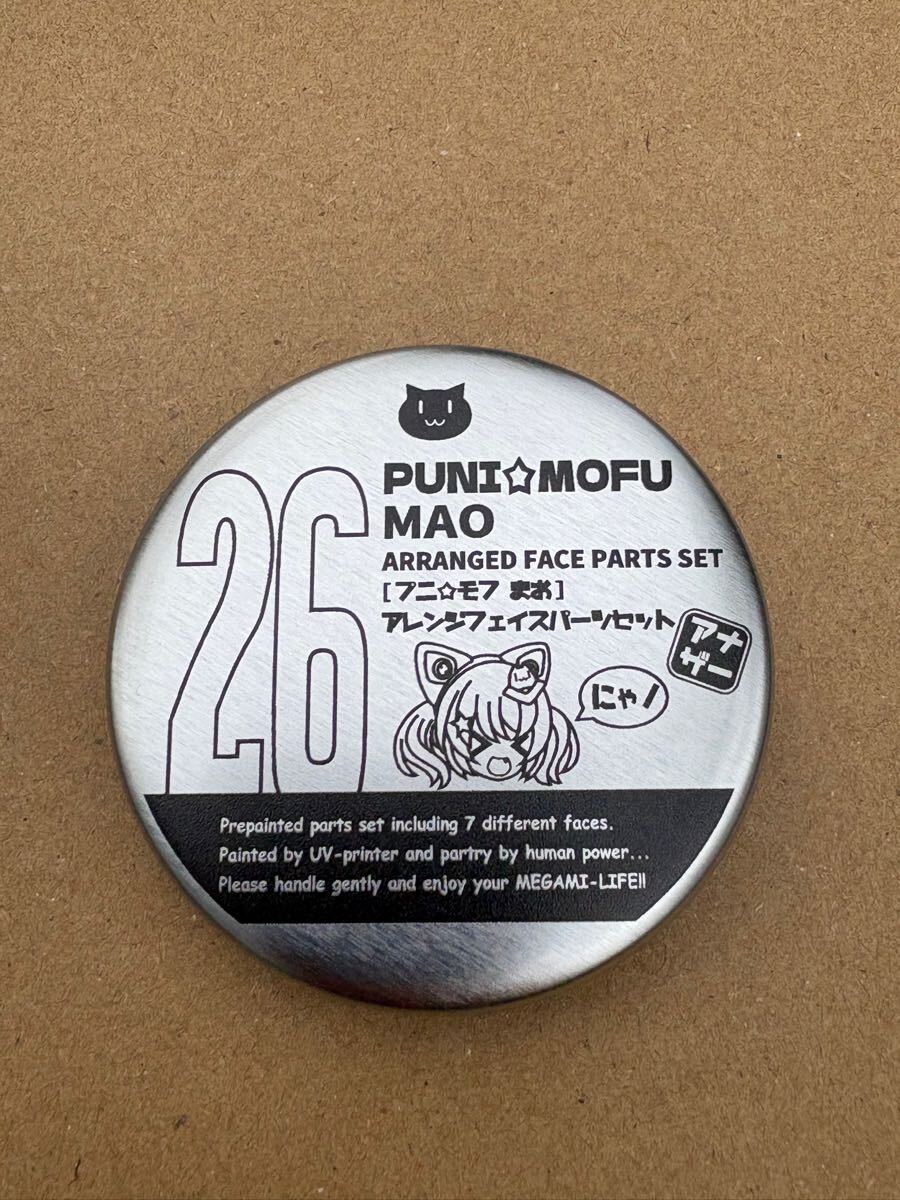 26
PUNI☆MOFU
MAO
ARRANGED FACE PARTS SET
[プニ☆モフ まお]
アレンジフェイスパーツセット
アナ
ザー
にゃ!
Prepainted parts set including 7 different faces.
Painted by UV-printer and partry by human power...
Please handle gently and enjoy your MEGAMI-LIFE!!